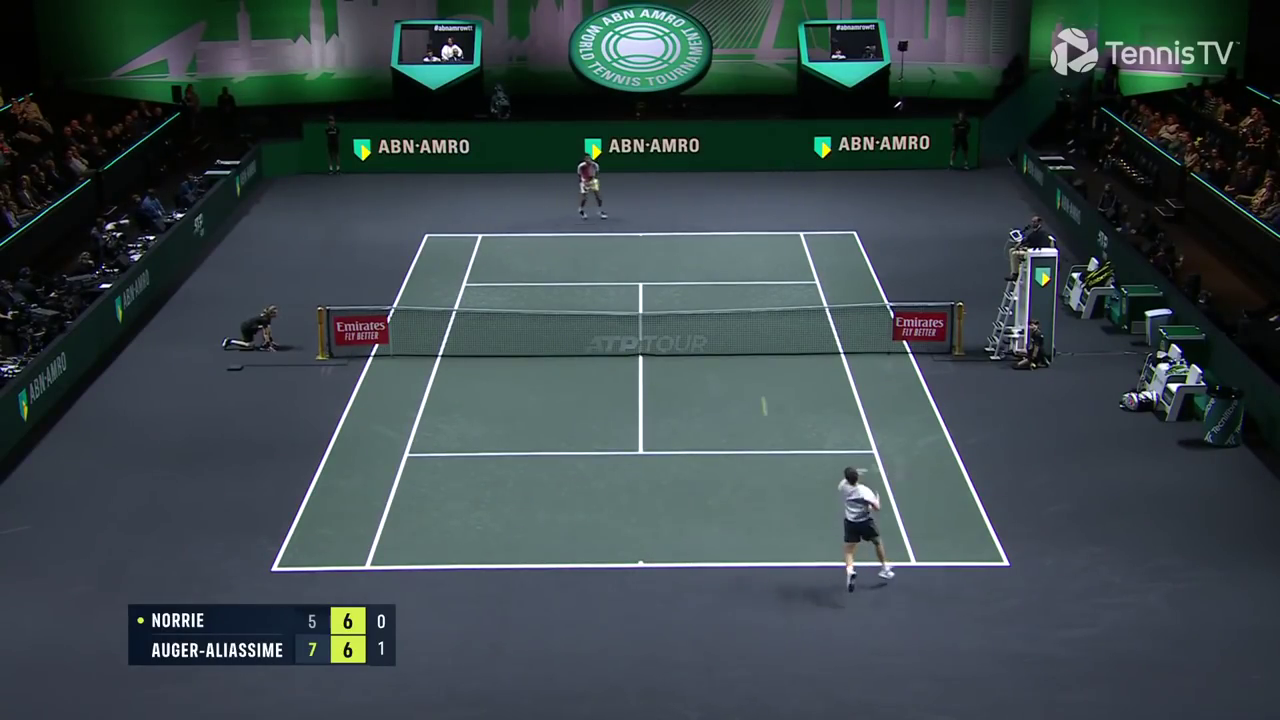 #abnamrowtt
ABN AMRO
WORLD TENNIS TOURNAMENT
#abnamrowtt
TennisTV
ABN·AMRO
ABN·AMRO
ABN·AMRO
ABN·AMRO
ABN·AMRO
Emirates
FLY BETTER
Emirates
FLY BETTER
ATPTOUR
NORRIE 5 6 0
AUGER-ALIASSIME 7 6 1